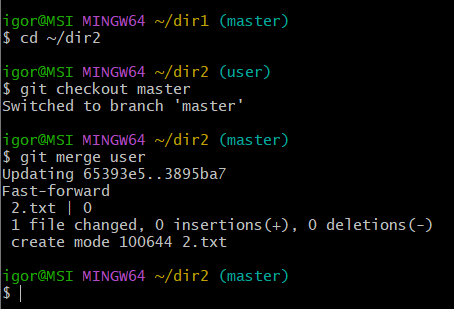 igor@MSI MINGW64 ~/dir1 (master)
$ cd ~/dir2
igor@MSI MINGW64 ~/dir2 (user)
$ git checkout master
Switched to branch 'master'
igor@MSI MINGW64 ~/dir2 (master)
$ git merge user
Updating 65393e5..3895ba7
Fast-forward
 2.txt | 0
 1 file changed, 0 insertions(+), 0 deletions(-)
 create mode 100644 2.txt
igor@MSI MINGW64 ~/dir2 (master)
$